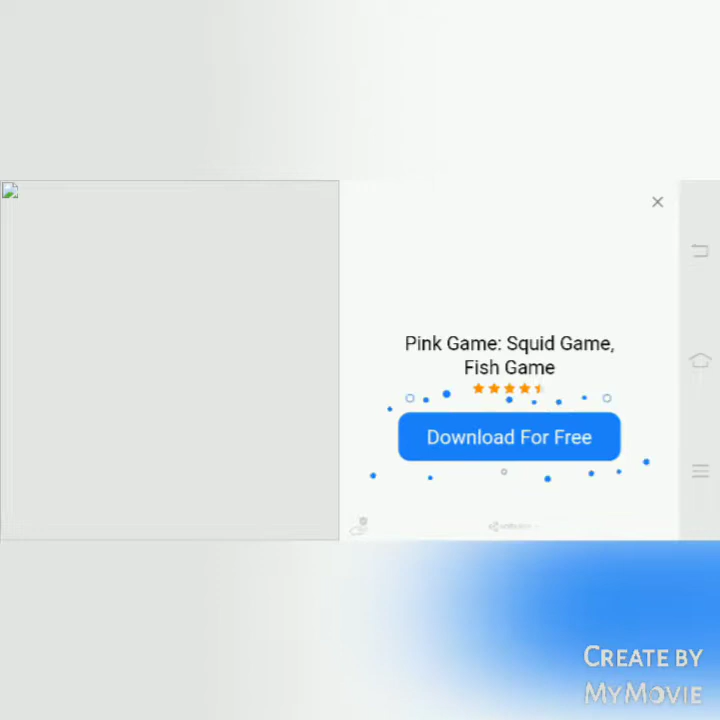 Pink Game: Squid Game,
Fish Game
Download For Free
CREATE BY
MYMOVIE